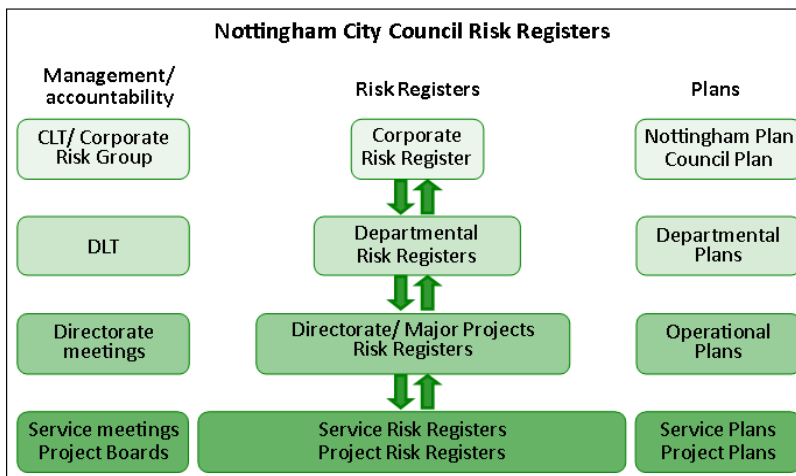 Nottingham City Council Risk Registers
Management/
accountability
Risk Registers
Plans
CLT/ Corporate
Risk Group
Corporate
Risk Register
Nottingham Plan
Council Plan
DLT
Departmental
Risk Registers
Departmental
Plans
Directorate
meetings
Directorate/ Major Projects
Risk Registers
Operational
Plans
Service meetings
Project Boards
Service Risk Registers
Project Risk Registers
Service Plans
Project Plans